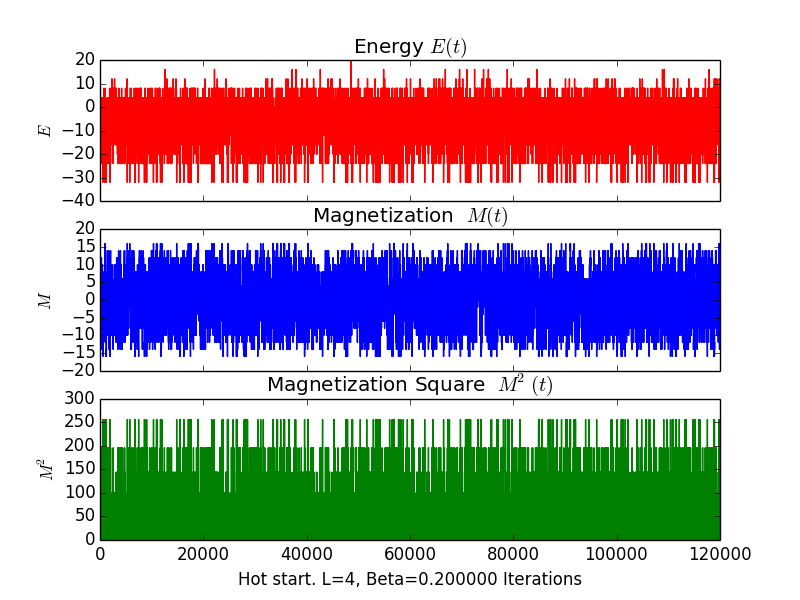 Energy E(t)
20
10
0
−10
−20
−30
−40
E
Magnetization M(t)
20
15
10
5
0
−5
−10
−15
−20
M
Magnetization Square M² (t)
300
250
200
150
100
50
0
M²
0 20000 40000 60000 80000 100000 120000
Hot start. L=4, Beta=0.200000 Iterations